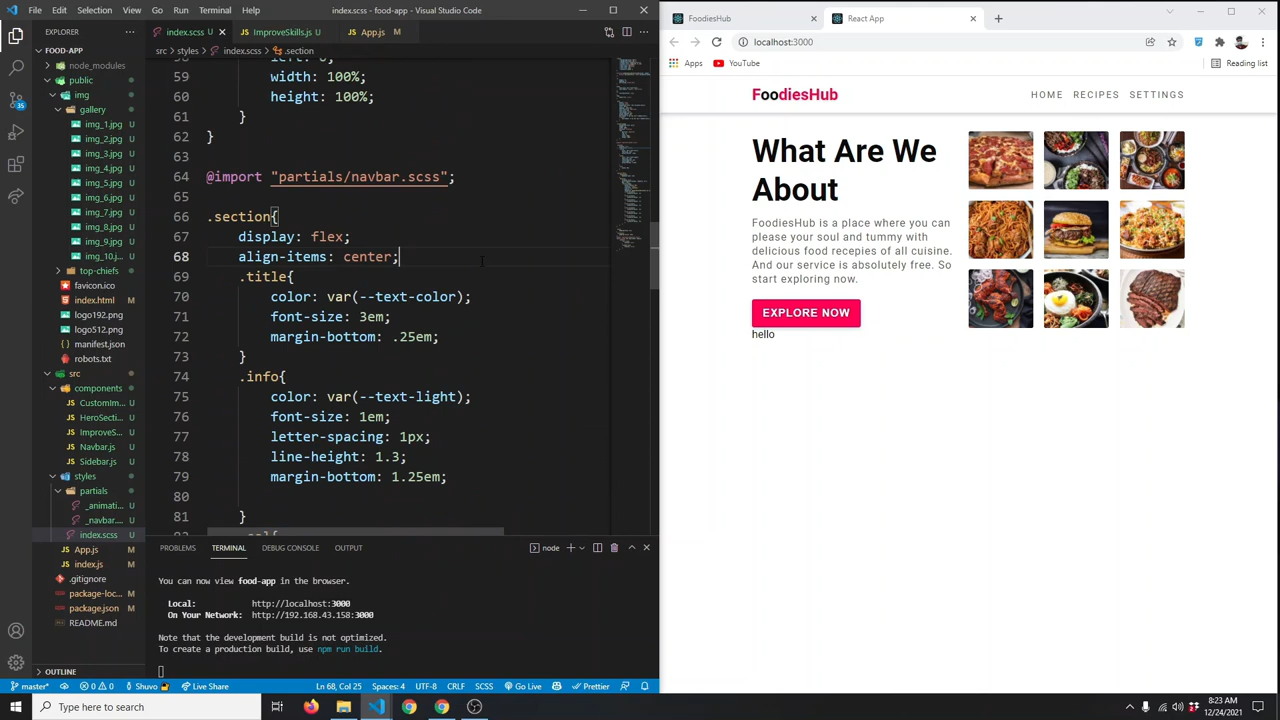 File Edit Selection View Go Run Terminal Help index.scss - food-app - Visual Studio Code
EXPLORER
FOOD-APP
node_modules
public
img
gallery
img_1.jpg U
img_2.jpg U
img_3.jpg U
img_4.jpg U
img_5.jpg U
img_6.jpg U
img_7.jpg U
img_8.jpg U
img_9.jpg U
img_10.j... U
top-chiefs
favicon.ico
index.html M
logo192.png
logo512.png
manifest.json
robots.txt
src
components
CustomIm... U
HeroSectio... U
ImproveS... U
Navbar.js U
Sidebar.js U
styles
partials
_animati... U
_navbar.... U
index.scss U
App.js M
index.js M
.gitignore
package-loc... M
package.json M
README.md
OUTLINE
index.scss U ImproveSkills.js U App.js M
src > styles > index.scss > .section
59 width: 100%;
60 height: 100%;
61 }
62 }
63
64 @import "partials/navbar.scss";
65
66 .section{
67 display: flex;
68 align-items: center;
69 .title{
70 color: var(--text-color);
71 font-size: 3em;
72 margin-bottom: .25em;
73 }
74 .info{
75 color: var(--text-light);
76 font-size: 1em;
77 letter-spacing: 1px;
78 line-height: 1.3;
79 margin-bottom: 1.25em;
80
81 }
PROBLEMS TERMINAL DEBUG CONSOLE OUTPUT node
You can now view food-app in the browser.
Local: http://localhost:3000
On Your Network: http://192.168.43.158:3000
Note that the development build is not optimized.
To create a production build, use npm run build.
master* 0 0 Shuvo Live Share Ln 68, Col 25 Spaces: 4 UTF-8 CRLF SCSS Go Live Prettier
FoodiesHub React App
localhost:3000
Apps YouTube Reading list
FoodiesHub HOME RECIPES SETTINGS
What Are We
About
FoodiesHub is a place where you can
please your soul and tummy with
delicious food recepies of all cuisine.
And our service is absolutely free. So
start exploring now.
EXPLORE NOW
hello
Type here to search
8:23 AM
12/24/2021